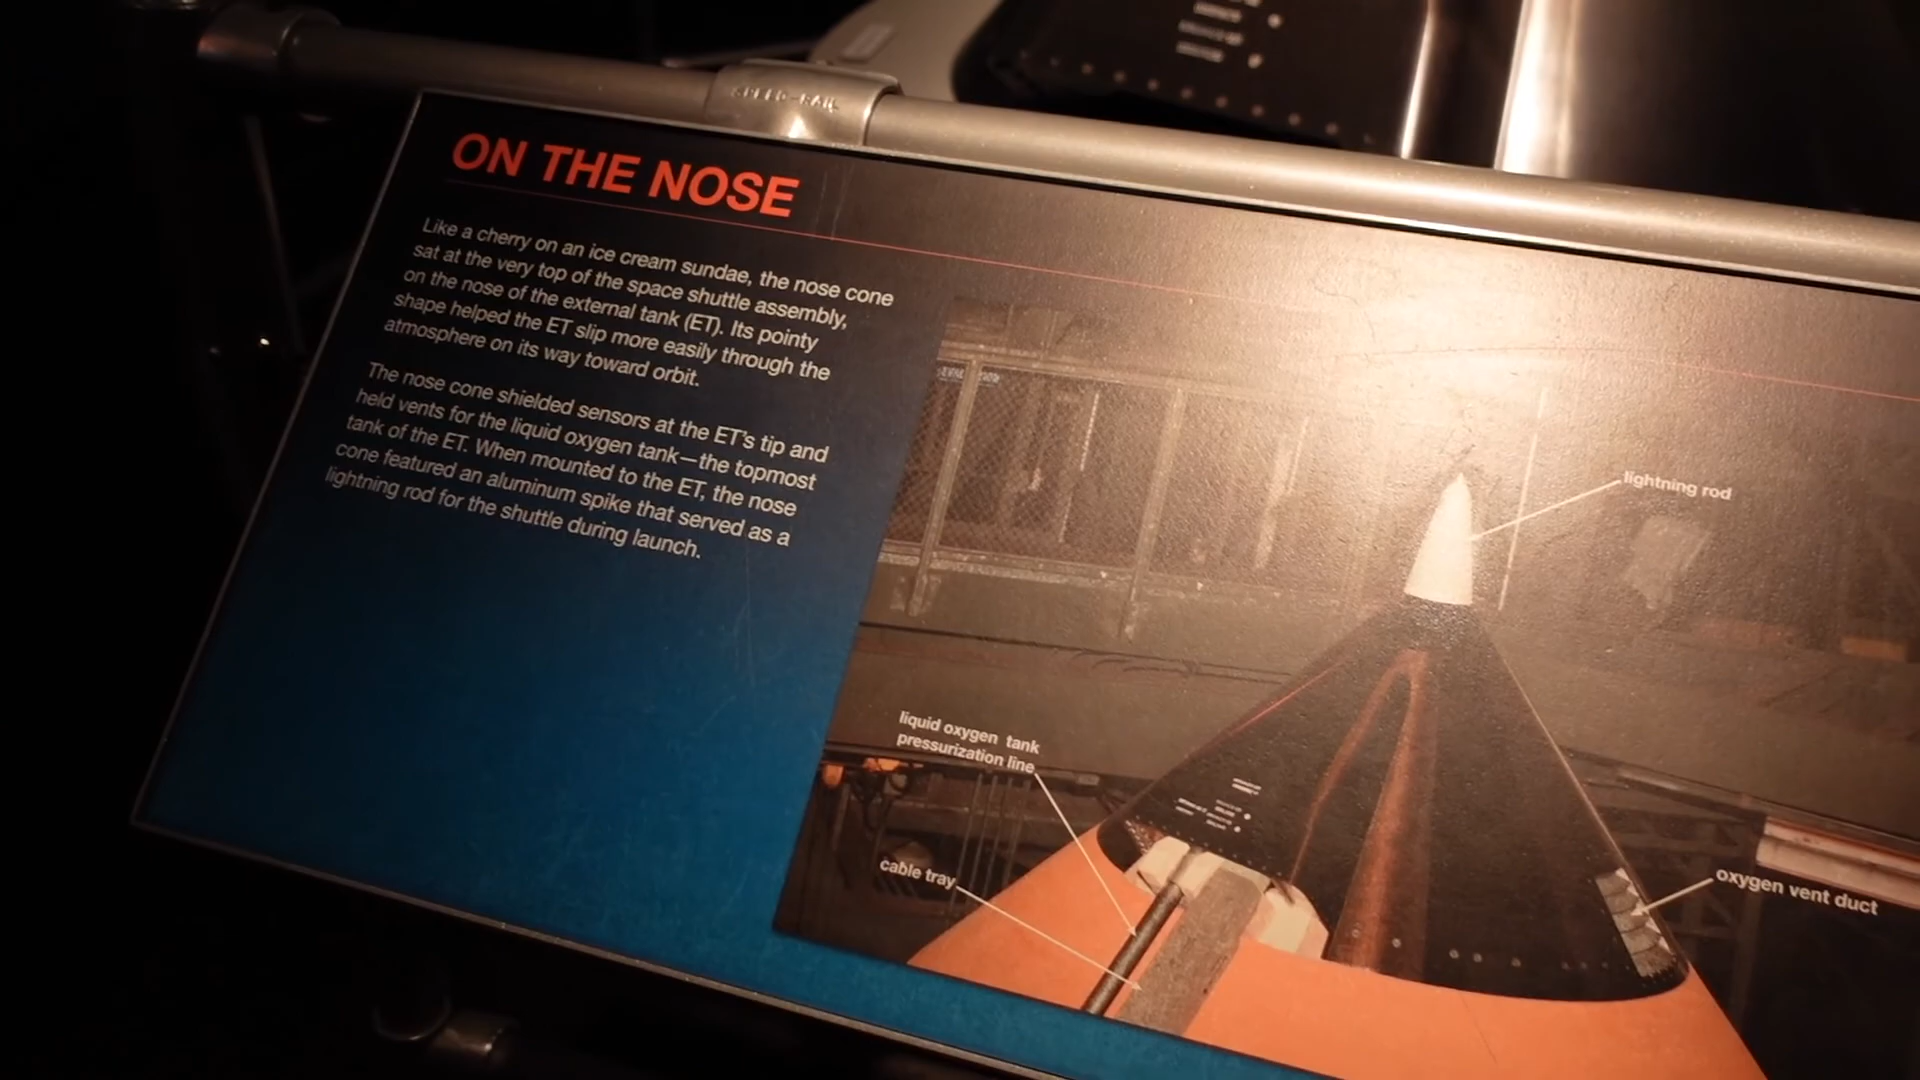 SPEED-RAIL
ON THE NOSE
Like a cherry on an ice cream sundae, the nose cone
sat at the very top of the space shuttle assembly,
on the nose of the external tank (ET). Its pointy
shape helped the ET slip more easily through the
atmosphere on its way toward orbit.
The nose cone shielded sensors at the ET's tip and
held vents for the liquid oxygen tank—the topmost
tank of the ET. When mounted to the ET, the nose
cone featured an aluminum spike that served as a
lightning rod for the shuttle during launch.
lightning rod
liquid oxygen tank
pressurization line
cable tray
oxygen vent duct